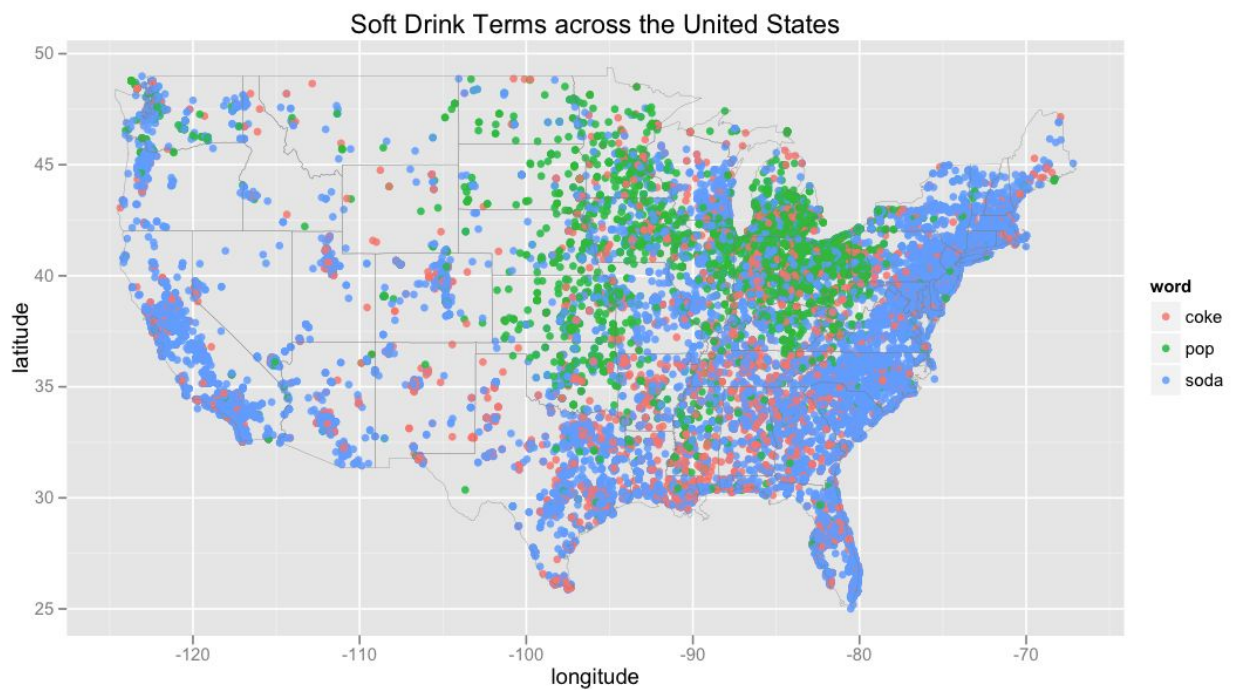 Soft Drink Terms across the United States
50
45
40
35
30
25
latitude
-120
-110
-100
-90
-80
-70
longitude
word
coke
pop
soda